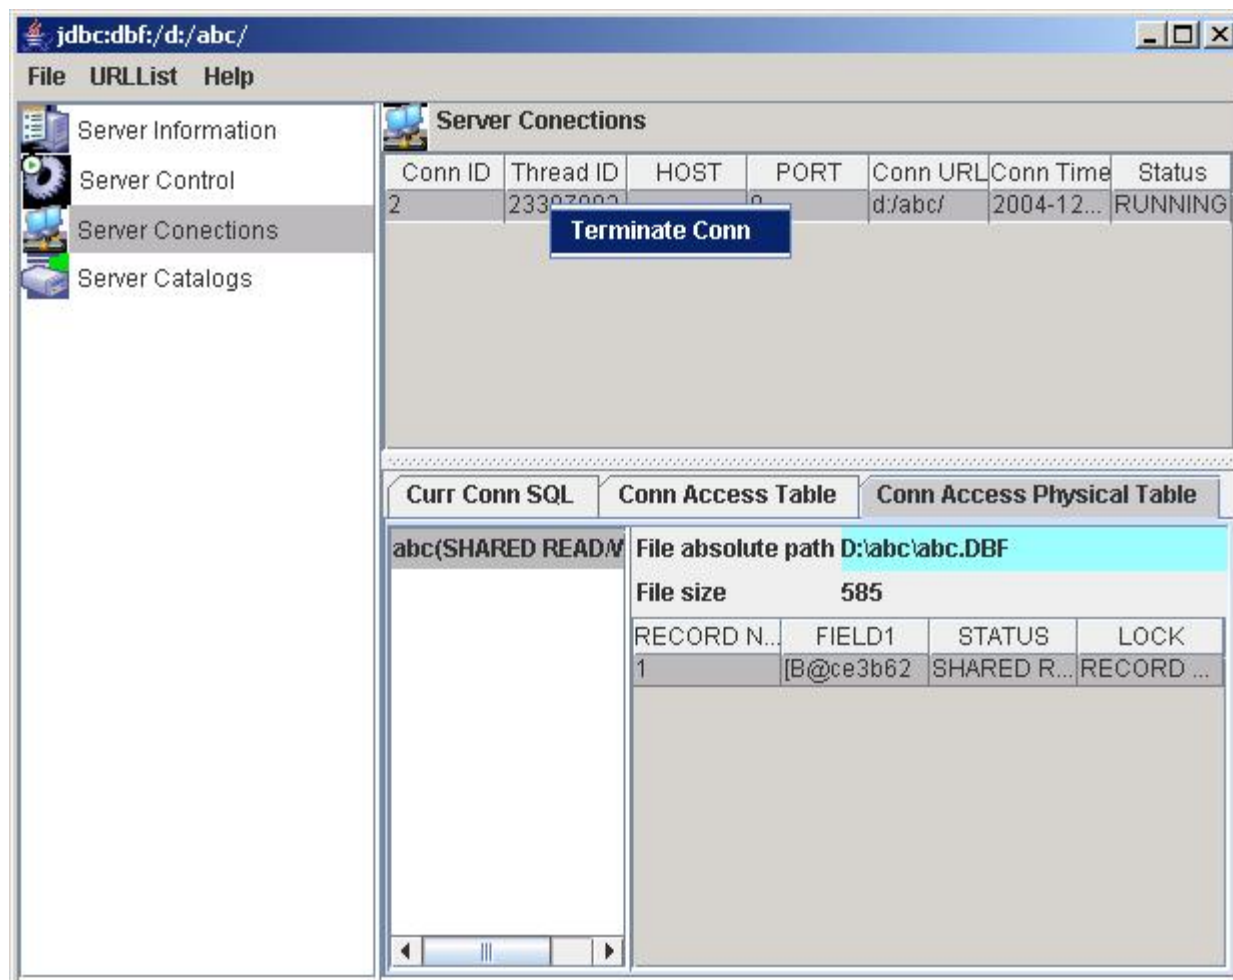 jdbc:dbf:/d:/abc/
File URLList Help
Server Information
Server Control
Server Conections
Server Catalogs
Server Conections
Conn ID Thread ID HOST PORT Conn URL Conn Time Status
2 d:/abc/ 2004-12... RUNNING
Terminate Conn
Curr Conn SQL Conn Access Table Conn Access Physical Table
abc(SHARED READ/
File absolute path D:\abc\abc.DBF
File size 585
RECORD N... FIELD1 STATUS LOCK
1 [B@ce3b62 SHARED R... RECORD ...